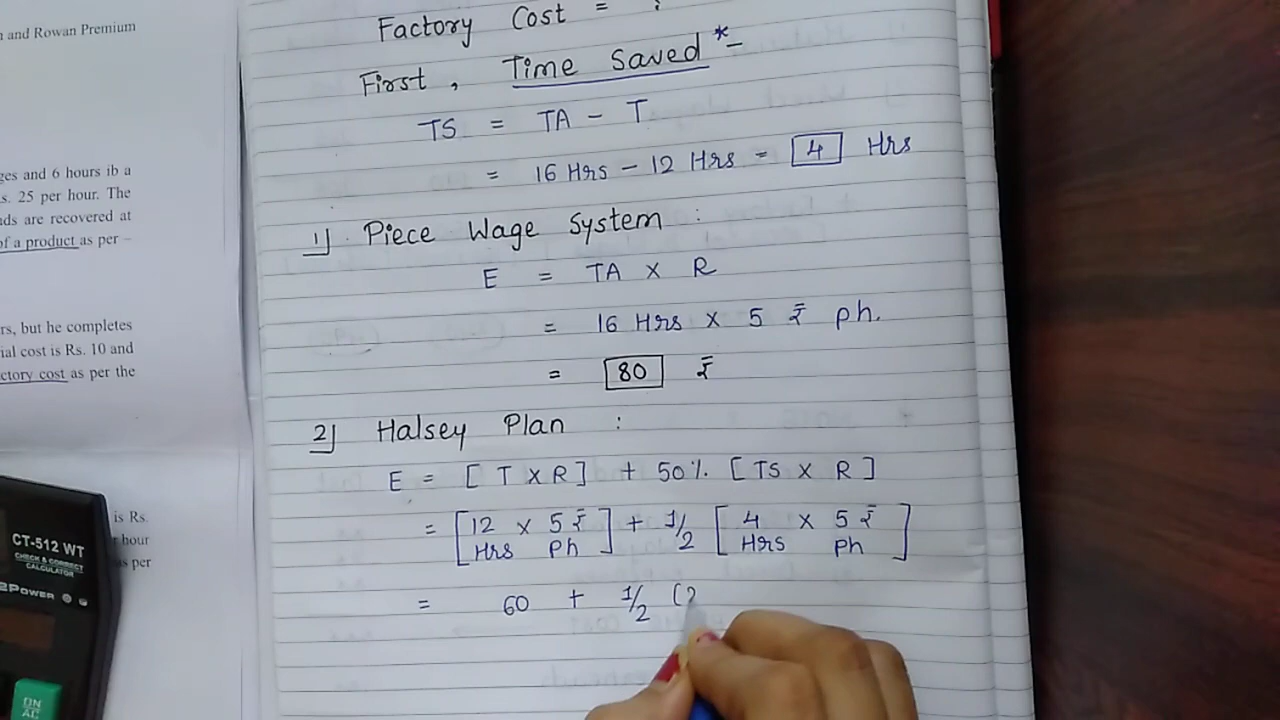 n and Rowan Premium
ges and 6 hours ib a
s. 25 per hour. The
ads are recovered at
of a product as per –
rs, but he completes
ial cost is Rs. 10 and
ctory cost as per the
is Rs.
hour
as per
CT-512 WT
CHECK & CORRECT
CALCULATOR
2POWER
ON
AC
Factory Cost = ?
First, Time Saved *–
TS = TA – T
= 16 Hrs – 12 Hrs = 4 Hrs
1] Piece Wage System :
E = TA × R
= 16 Hrs × 5 ₹ ph.
= 80 ₹
2] Halsey Plan :
E = [ T × R ] + 50% [ TS × R ]
= [ 12 Hrs × 5 ₹ Ph ] + 1/2 [ 4 Hrs × 5 ₹ Ph ]
= 60 + 1/2 (2